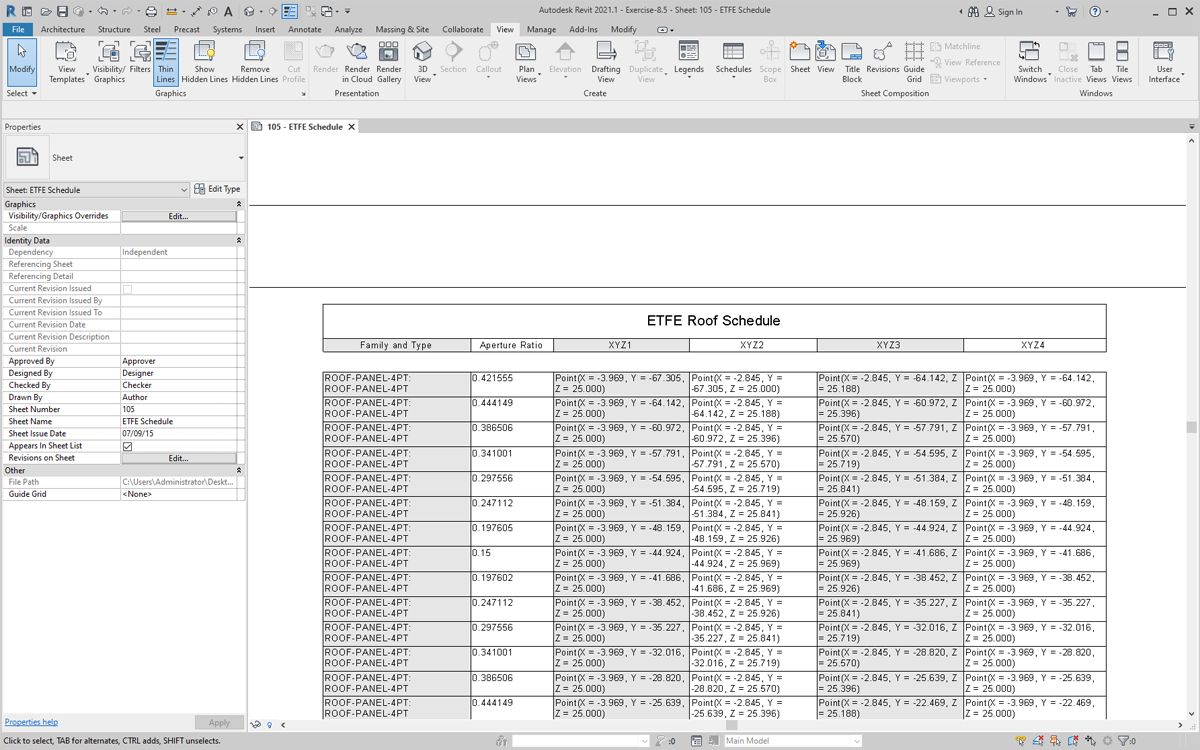 Autodesk Revit 2021.1 - Exercise-8.5 - Sheet: 105 - ETFE Schedule
Sign In
File Architecture Structure Steel Precast Systems Insert Annotate Analyze Massing & Site Collaborate View Manage Add-Ins Modify
Modify
View Templates
Visibility/ Graphics
Filters
Thin Lines
Show Hidden Lines
Remove Hidden Lines
Cut Profile
Render
Render in Cloud
Render Gallery
3D View
Section
Callout
Plan Views
Elevation
Drafting View
Duplicate View
Legends
Schedules
Scope Box
Sheet
View
Title Block
Revisions
Guide Grid
Matchline
View Reference
Viewports
Switch Windows
Close Inactive
Tab Views
Tile Views
User Interface
Select Graphics Presentation Create Sheet Composition Windows
Properties
105 - ETFE Schedule
Sheet
Sheet: ETFE Schedule
Edit Type
Graphics
Visibility/Graphics Overrides Edit...
Scale
Identity Data
Dependency Independent
Referencing Sheet
Referencing Detail
Current Revision Issued
Current Revision Issued By
Current Revision Issued To
Current Revision Date
Current Revision Description
Current Revision
Approved By Approver
Designed By Designer
Checked By Checker
Drawn By Author
Sheet Number 105
Sheet Name ETFE Schedule
Sheet Issue Date 07/09/15
Appears In Sheet List
Revisions on Sheet Edit...
Other
File Path C:\Users\Administrator\Deskt...
Guide Grid <None>
Properties help
Apply
ETFE Roof Schedule
Family and Type Aperture Ratio XYZ1 XYZ2 XYZ3 XYZ4
ROOF-PANEL-4PT: 0.421555 Point(X = -3.969, Y = -67.305, Point(X = -2.845, Y = Point(X = -2.845, Y = -64.142, Z Point(X = -3.969, Y = -64.142,
ROOF-PANEL-4PT Z = 25.000) -67.305, Z = 25.000) = 25.188) Z = 25.000)
ROOF-PANEL-4PT: 0.444149 Point(X = -3.969, Y = -64.142, Point(X = -2.845, Y = Point(X = -2.845, Y = -60.972, Z Point(X = -3.969, Y = -60.972,
ROOF-PANEL-4PT Z = 25.000) -64.142, Z = 25.188) = 25.396) Z = 25.000)
ROOF-PANEL-4PT: 0.386506 Point(X = -3.969, Y = -60.972, Point(X = -2.845, Y = Point(X = -2.845, Y = -57.791, Z Point(X = -3.969, Y = -57.791,
ROOF-PANEL-4PT Z = 25.000) -60.972, Z = 25.396) = 25.570) Z = 25.000)
ROOF-PANEL-4PT: 0.341001 Point(X = -3.969, Y = -57.791, Point(X = -2.845, Y = Point(X = -2.845, Y = -54.595, Z Point(X = -3.969, Y = -54.595,
ROOF-PANEL-4PT Z = 25.000) -57.791, Z = 25.570) = 25.719) Z = 25.000)
ROOF-PANEL-4PT: 0.297556 Point(X = -3.969, Y = -54.595, Point(X = -2.845, Y = Point(X = -2.845, Y = -51.384, Z Point(X = -3.969, Y = -51.384,
ROOF-PANEL-4PT Z = 25.000) -54.595, Z = 25.719) = 25.841) Z = 25.000)
ROOF-PANEL-4PT: 0.247112 Point(X = -3.969, Y = -51.384, Point(X = -2.845, Y = Point(X = -2.845, Y = -48.159, Z Point(X = -3.969, Y = -48.159,
ROOF-PANEL-4PT Z = 25.000) -51.384, Z = 25.841) = 25.926) Z = 25.000)
ROOF-PANEL-4PT: 0.197605 Point(X = -3.969, Y = -48.159, Point(X = -2.845, Y = Point(X = -2.845, Y = -44.924, Z Point(X = -3.969, Y = -44.924,
ROOF-PANEL-4PT Z = 25.000) -48.159, Z = 25.926) = 25.969) Z = 25.000)
ROOF-PANEL-4PT: 0.15 Point(X = -3.969, Y = -44.924, Point(X = -2.845, Y = Point(X = -2.845, Y = -41.686, Z Point(X = -3.969, Y = -41.686,
ROOF-PANEL-4PT Z = 25.000) -44.924, Z = 25.969) = 25.969) Z = 25.000)
ROOF-PANEL-4PT: 0.197602 Point(X = -3.969, Y = -41.686, Point(X = -2.845, Y = Point(X = -2.845, Y = -38.452, Z Point(X = -3.969, Y = -38.452,
ROOF-PANEL-4PT Z = 25.000) -41.686, Z = 25.969) = 25.926) Z = 25.000)
ROOF-PANEL-4PT: 0.247112 Point(X = -3.969, Y = -38.452, Point(X = -2.845, Y = Point(X = -2.845, Y = -35.227, Z Point(X = -3.969, Y = -35.227,
ROOF-PANEL-4PT Z = 25.000) -38.452, Z = 25.926) = 25.841) Z = 25.000)
ROOF-PANEL-4PT: 0.297556 Point(X = -3.969, Y = -35.227, Point(X = -2.845, Y = Point(X = -2.845, Y = -32.016, Z Point(X = -3.969, Y = -32.016,
ROOF-PANEL-4PT Z = 25.000) -35.227, Z = 25.841) = 25.719) Z = 25.000)
ROOF-PANEL-4PT: 0.341001 Point(X = -3.969, Y = -32.016, Point(X = -2.845, Y = Point(X = -2.845, Y = -28.820, Z Point(X = -3.969, Y = -28.820,
ROOF-PANEL-4PT Z = 25.000) -32.016, Z = 25.719) = 25.570) Z = 25.000)
ROOF-PANEL-4PT: 0.386506 Point(X = -3.969, Y = -28.820, Point(X = -2.845, Y = Point(X = -2.845, Y = -25.639, Z Point(X = -3.969, Y = -25.639,
ROOF-PANEL-4PT Z = 25.000) -28.820, Z = 25.570) = 25.396) Z = 25.000)
ROOF-PANEL-4PT: 0.444149 Point(X = -3.969, Y = -25.639, Point(X = -2.845, Y = Point(X = -2.845, Y = -22.469, Z Point(X = -3.969, Y = -22.469,
ROOF-PANEL-4PT Z = 25.000) -25.639, Z = 25.396) = 25.188) Z = 25.000)
Click to select, TAB for alternates, CTRL adds, SHIFT unselects. :0 Main Model :0